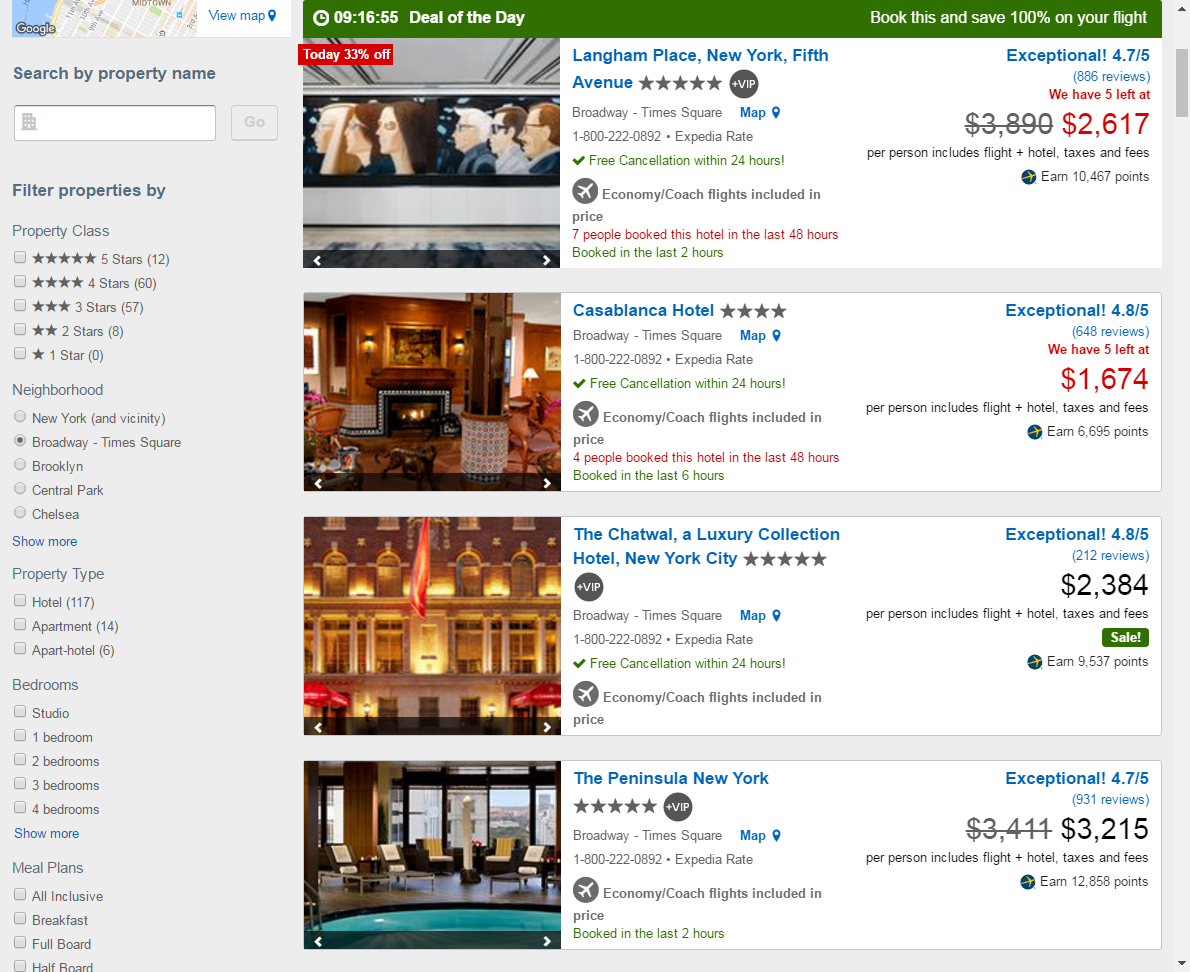 MIDTOWN
Google
View map
Search by property name
Go
Filter properties by
Property Class
5 Stars (12)
4 Stars (60)
3 Stars (57)
2 Stars (8)
1 Star (0)
Neighborhood
New York (and vicinity)
Broadway - Times Square
Brooklyn
Central Park
Chelsea
Show more
Property Type
Hotel (117)
Apartment (14)
Apart-hotel (6)
Bedrooms
Studio
1 bedroom
2 bedrooms
3 bedrooms
4 bedrooms
Show more
Meal Plans
All Inclusive
Breakfast
Full Board
Half Board
09:16:55 Deal of the Day
Book this and save 100% on your flight
Today 33% off
Langham Place, New York, Fifth
Avenue ★★★★★ +VIP
Broadway - Times Square Map
1-800-222-0892 • Expedia Rate
Free Cancellation within 24 hours!
Economy/Coach flights included in
price
7 people booked this hotel in the last 48 hours
Booked in the last 2 hours
Exceptional! 4.7/5
(886 reviews)
We have 5 left at
$3,890 $2,617
per person includes flight + hotel, taxes and fees
Earn 10,467 points
Casablanca Hotel ★★★★
Broadway - Times Square Map
1-800-222-0892 • Expedia Rate
Free Cancellation within 24 hours!
Economy/Coach flights included in
price
4 people booked this hotel in the last 48 hours
Booked in the last 6 hours
Exceptional! 4.8/5
(648 reviews)
We have 5 left at
$1,674
per person includes flight + hotel, taxes and fees
Earn 6,695 points
The Chatwal, a Luxury Collection
Hotel, New York City ★★★★★
+VIP
Broadway - Times Square Map
1-800-222-0892 • Expedia Rate
Free Cancellation within 24 hours!
Economy/Coach flights included in
price
Exceptional! 4.8/5
(212 reviews)
$2,384
per person includes flight + hotel, taxes and fees
Sale!
Earn 9,537 points
The Peninsula New York
★★★★★ +VIP
Broadway - Times Square Map
1-800-222-0892 • Expedia Rate
Economy/Coach flights included in
price
Booked in the last 2 hours
Exceptional! 4.7/5
(931 reviews)
$3,411 $3,215
per person includes flight + hotel, taxes and fees
Earn 12,858 points